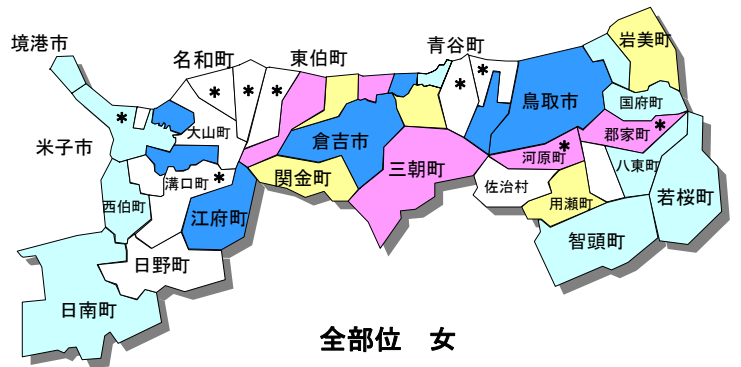 境港市
名和町
東伯町
青谷町
岩美町
*
*
*
*
*
*
*
*
*
国府町
鳥取市
大山町
郡家町
米子市
倉吉市
河原町
八東町
三朝町
溝口町
関金町
佐治村
若桜町
西伯町
江府町
用瀬町
智頭町
日野町
日南町
全部位 女